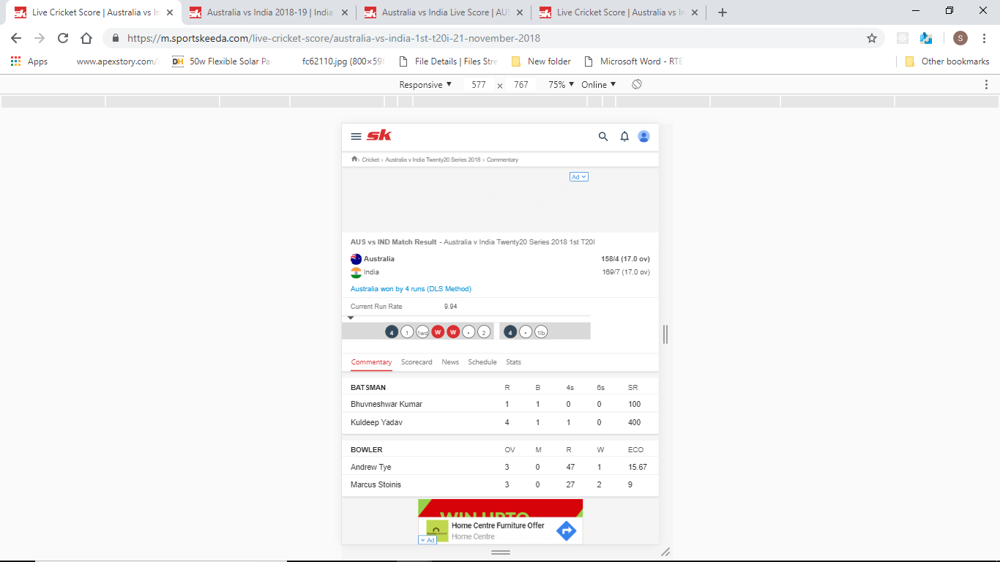 Live Cricket Score | Australia vs In
Australia vs India 2018-19 | India
Australia vs India Live Score | AUS
Live Cricket Score | Australia vs In
https://m.sportskeeda.com/live-cricket-score/australia-vs-india-1st-t20i-21-november-2018
S
Apps
www.apexstory.com/
DH 50w Flexible Solar Pa
fc62110.jpg (800×598
File Details | Files Stre
New folder
Microsoft Word - RTE
Other bookmarks
Responsive ▼ 577 × 767 75% ▼ Online ▼
sk
Cricket › Australia v India Twenty20 Series 2018 › Commentary
Ad
AUS vs IND Match Result - Australia v India Twenty20 Series 2018 1st T20I
Australia 158/4 (17.0 ov)
India 169/7 (17.0 ov)
Australia won by 4 runs (DLS Method)
Current Run Rate 9.94
4 1 1wd W W • 2 4 • 1lb
Commentary Scorecard News Schedule Stats
BATSMAN R B 4s 6s SR
Bhuvneshwar Kumar 1 1 0 0 100
Kuldeep Yadav 4 1 1 0 400
BOWLER OV M R W ECO
Andrew Tye 3 0 47 1 15.67
Marcus Stoinis 3 0 27 2 9
WIN UPTO
Home Centre Furniture Offer
Home Centre
Ad